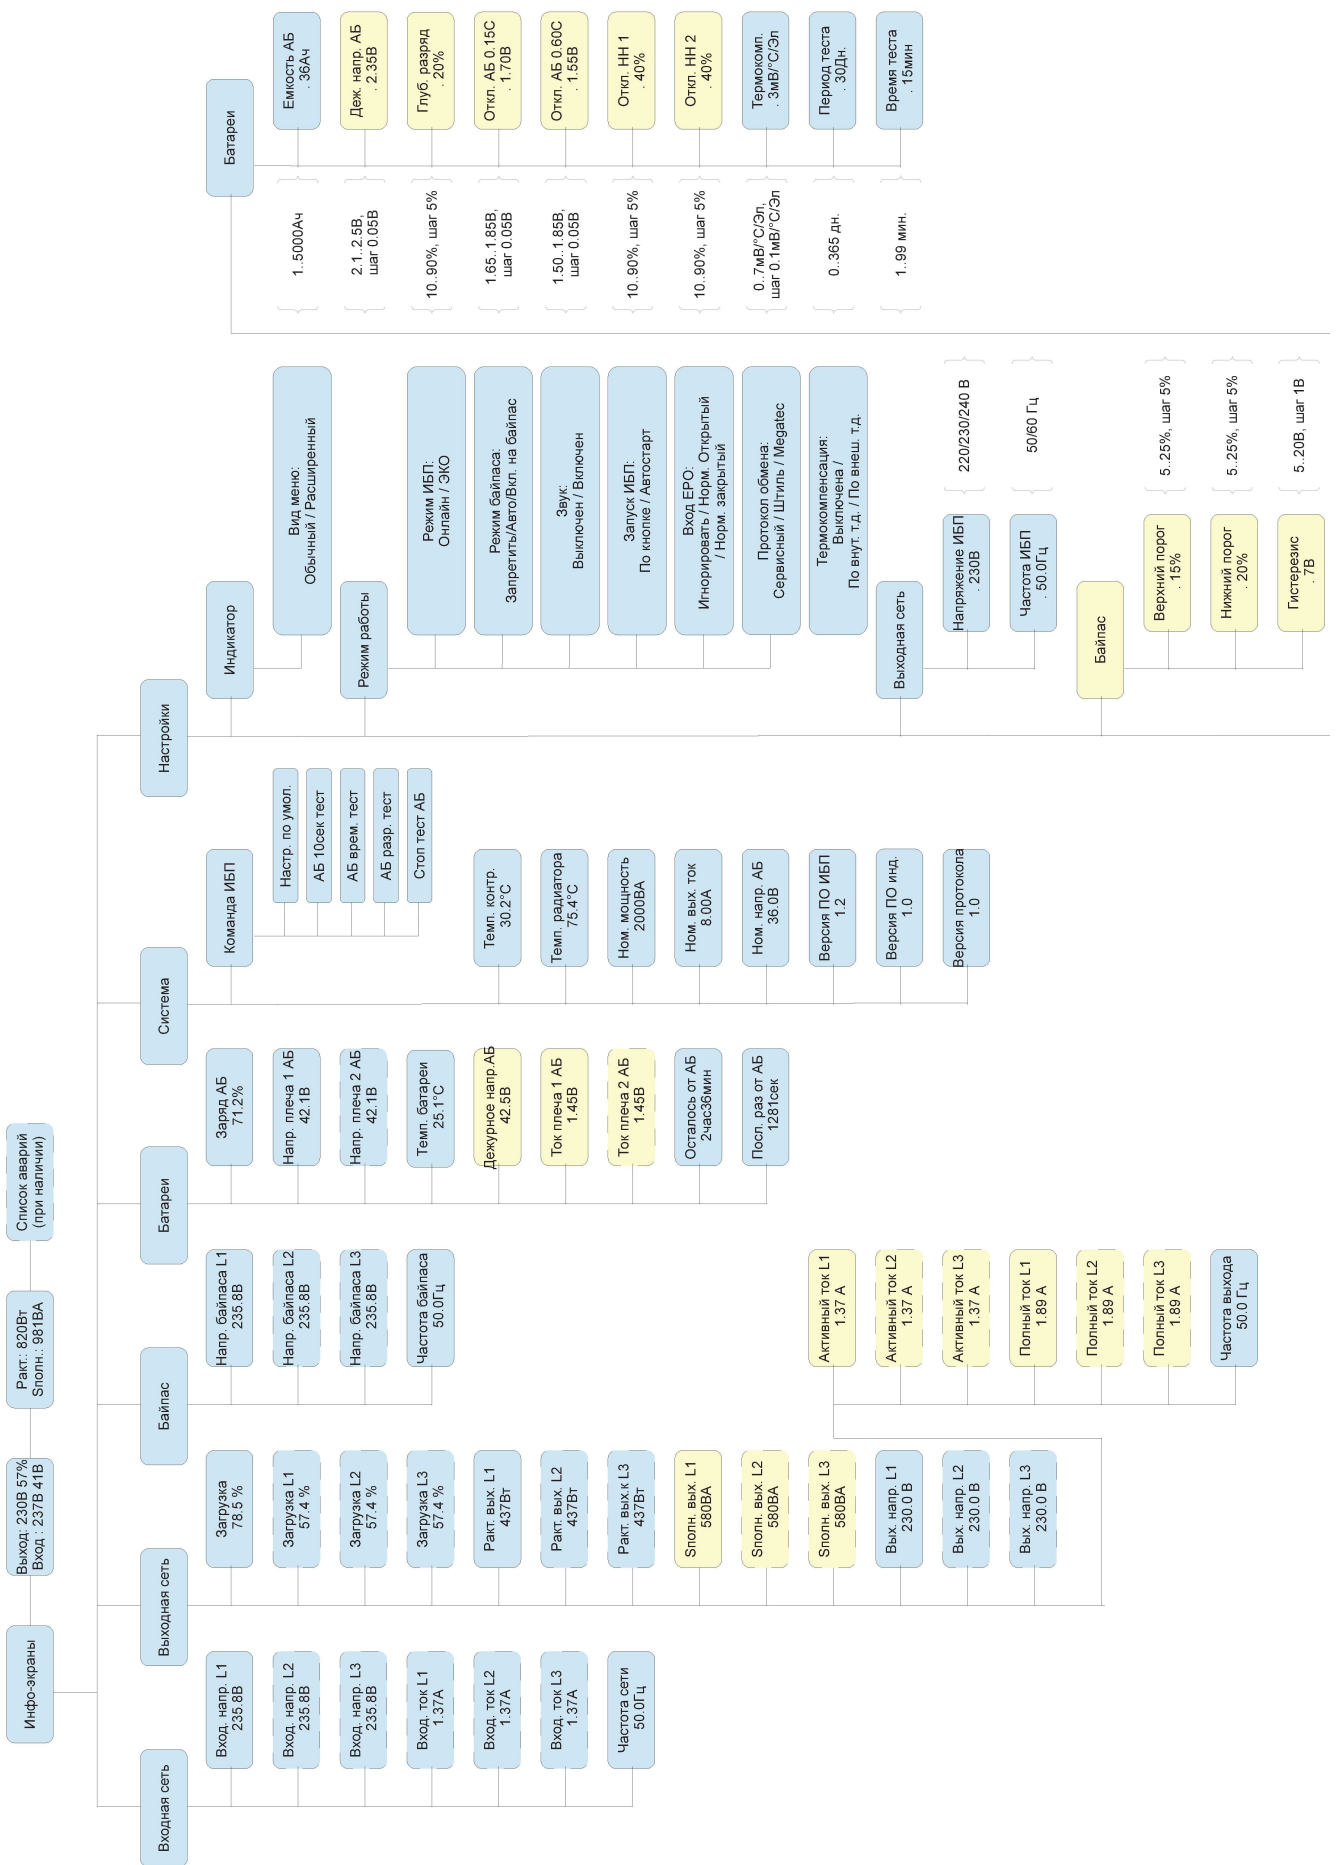 Инфо-экраны
Выход: 230В 57%
Вход : 237В 41В
Pакт.: 820Вт
Sполн.: 981ВА
Список аварий
(при наличии)
Входная сеть
Вход. напр. L1
235.8В
Вход. напр. L2
235.8В
Вход. напр. L3
235.8В
Вход. ток L1
1.37А
Вход. ток L2
1.37А
Вход. ток L3
1.37А
Частота сети
50.0Гц
Выходная сеть
Загрузка
78.5 %
Загрузка L1
57.4 %
Загрузка L2
57.4 %
Загрузка L3
57.4 %
Pакт. вых. L1
437Вт
Pакт. вых. L2
437Вт
Pакт. вых.к L3
437Вт
Sполн. вых. L1
580ВА
Sполн. вых. L2
580ВА
Sполн. вых. L3
580ВА
Вых. напр. L1
230.0 В
Вых. напр. L2
230.0 В
Вых. напр. L3
230.0 В
Активный ток L1
1.37 А
Активный ток L2
1.37 А
Активный ток L3
1.37 А
Полный ток L1
1.89 А
Полный ток L2
1.89 А
Полный ток L3
1.89 А
Частота выхода
50.0 Гц
Байпас
Напр. байпаса L1
235.8В
Напр. байпаса L2
235.8В
Напр. байпаса L3
235.8В
Частота байпаса
50.0Гц
Батареи
Заряд АБ
71.2%
Напр. плеча 1 АБ
42.1В
Напр. плеча 2 АБ
42.1В
Темп. батареи
25.1°C
Дежурное напр.АБ
42.5В
Ток плеча 1 АБ
1.45В
Ток плеча 2 АБ
1.45В
Осталось от АБ
2час36мин
Посл. раз от АБ
1281сек
Система
Команда ИБП
Настр. по умол.
АБ 10сек тест
АБ врем. тест
АБ разр. тест
Стоп тест АБ
Темп. контр.
30.2°C
Темп. радиатора
75.4°C
Ном. мощность
2000ВА
Ном. вых. ток
8.00А
Ном. напр. АБ
36.0В
Версия ПО ИБП
1.2
Версия ПО инд.
1.0
Версия протокола
1.0
Настройки
Индикатор
Вид меню:
Обычный / Расширенный
Режим работы
Режим ИБП:
Онлайн / ЭКО
Режим байпаса:
Запретить/Авто/Вкл. на байпас
Звук:
Выключен / Включен
Запуск ИБП:
По кнопке / Автостарт
Вход EPO:
Игнорировать / Норм. Открытый
/ Норм. закрытый
Протокол обмена:
Сервисный / Штиль / Megatec
Термокомпенсация:
Выключена /
По внут. т.д. / По внеш. т.д.
Выходная сеть
Напряжение ИБП
. 230В
220/230/240 В
Частота ИБП
. 50.0Гц
50/60 Гц
Байпас
Верхний порог
. 15%
5..25%, шаг 5%
Нижний порог
. 20%
5..25%, шаг 5%
Гистерезис
. 7В
5..20В, шаг 1В
Батареи
1..5000Ач
Емкость АБ
. 36Ач
2.1..2.5В,
шаг 0.05В
Деж. напр. АБ
. 2.35В
10..90%, шаг 5%
Глуб. разряд
. 20%
1.65..1.85В,
шаг 0.05В
Откл. АБ 0.15С
. 1.70В
1.50..1.85В,
шаг 0.05В
Откл. АБ 0.60С
. 1.55В
10..90%, шаг 5%
Откл. НН 1
. 40%
10..90%, шаг 5%
Откл. НН 2
. 40%
0..7мВ/°C/Эл,
шаг 0.1мВ/°C/Эл
Термокомп.
. 3мВ/°C/Эл
0..365 дн.
Период теста
. 30Дн.
1..99 мин.
Время теста
. 15мин